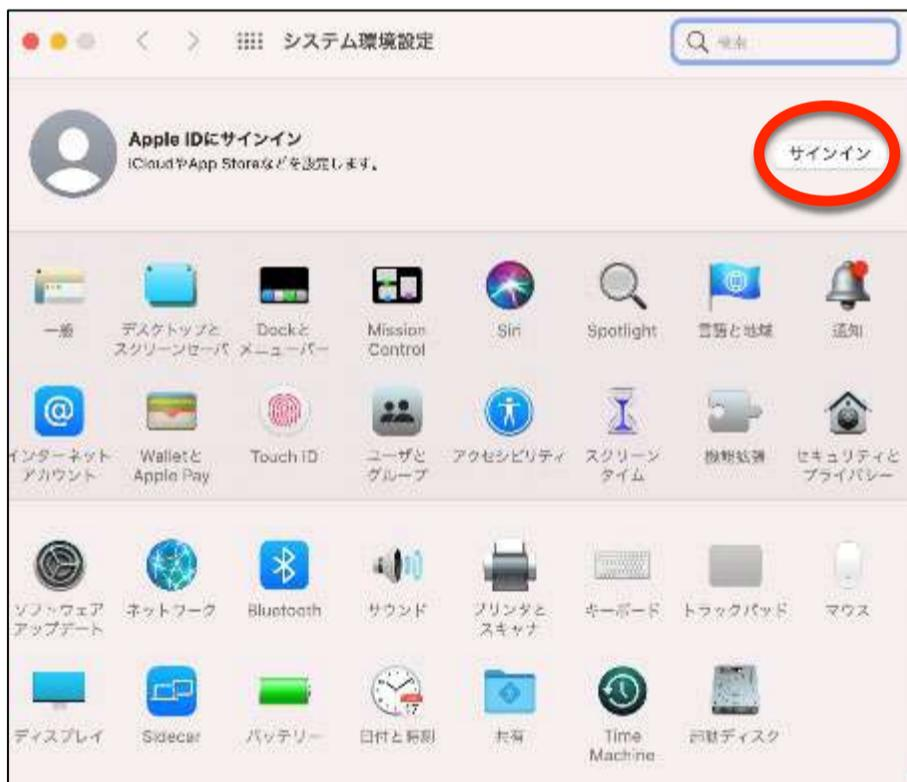 システム環境設定
検索
Apple IDにサインイン
iCloudやApp Storeなどを設定します。
サインイン
一般
デスクトップと
スクリーンセーバ
Dockと
メニューバー
Mission
Control
Siri
Spotlight
言語と地域
通知
インターネット
アカウント
Walletと
Apple Pay
Touch ID
ユーザと
グループ
アクセシビリティ
スクリーン
タイム
機能拡張
セキュリティと
プライバシー
ソフトウェア
アップデート
ネットワーク
Bluetooth
サウンド
プリンタと
スキャナ
キーボード
トラックパッド
マウス
ディスプレイ
Sidecar
バッテリー
17
日付と時刻
共有
Time
Machine
起動ディスク